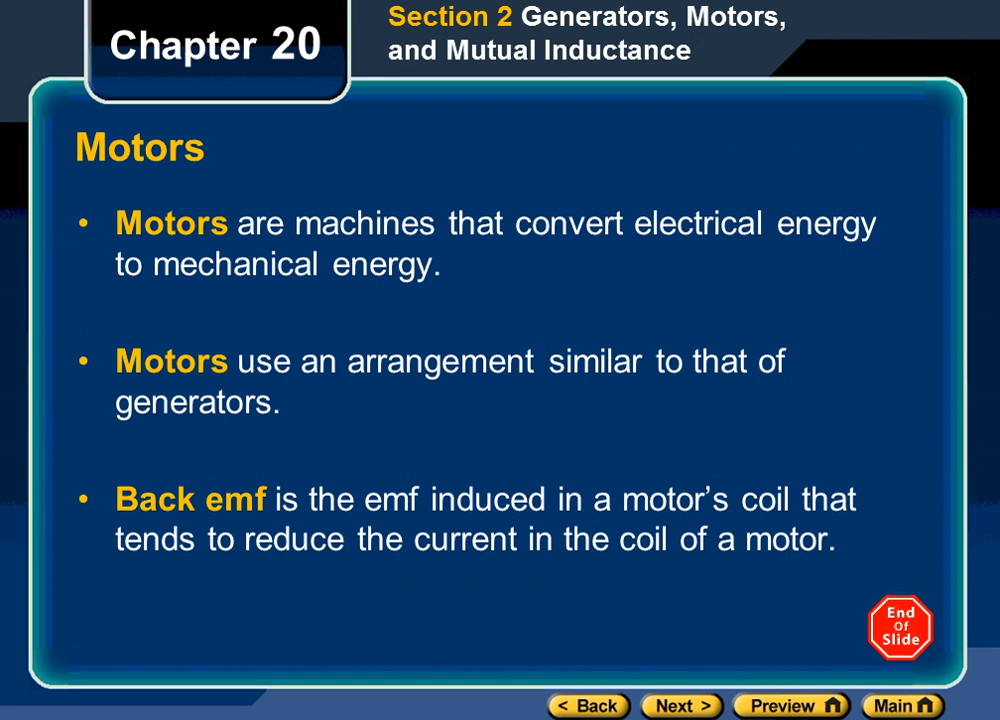 Chapter 20
Section 2 Generators, Motors,
and Mutual Inductance
Motors
• Motors are machines that convert electrical energy
to mechanical energy.
• Motors use an arrangement similar to that of
generators.
• Back emf is the emf induced in a motor’s coil that
tends to reduce the current in the coil of a motor.
End
Of
Slide
< Back Next > Preview Main